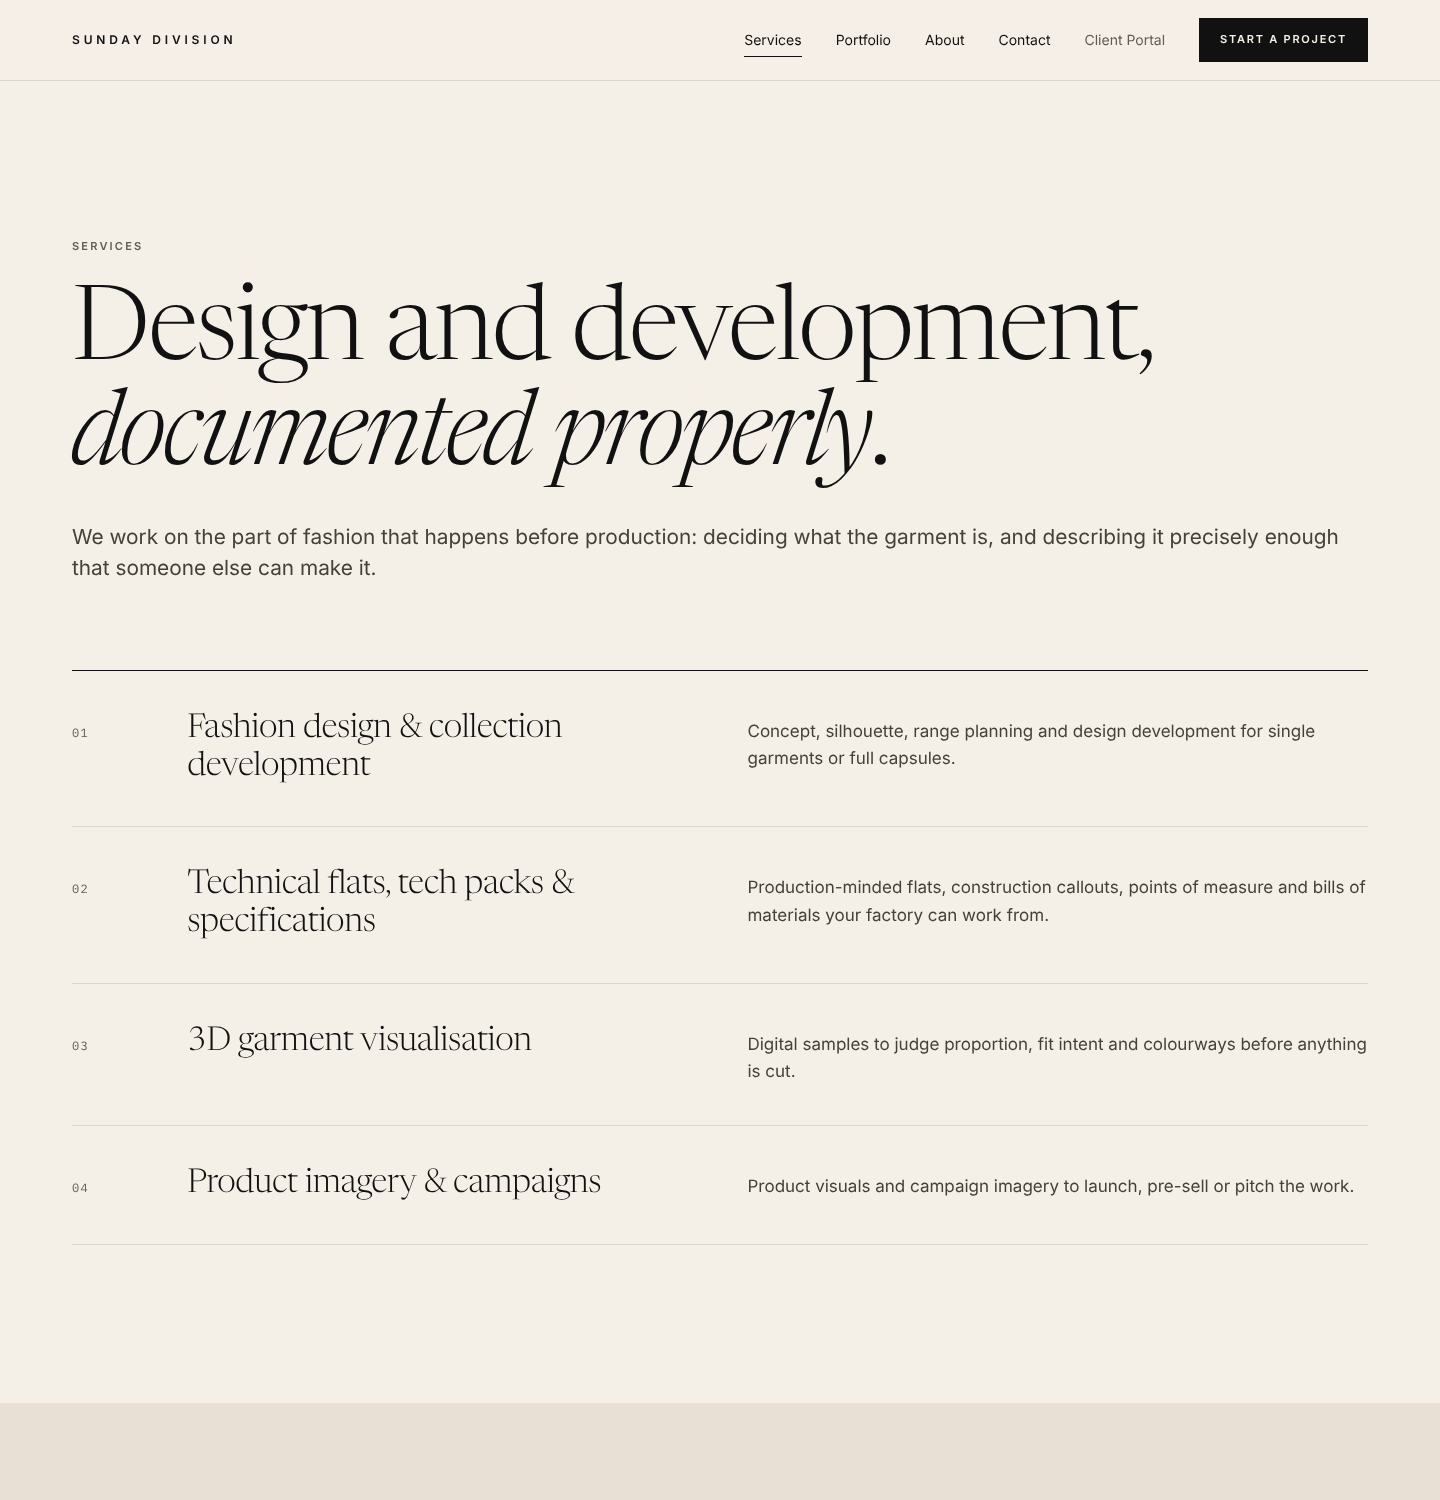 SUNDAY DIVISION
Services Portfolio About Contact Client Portal START A PROJECT
SERVICES
Design and development,
documented properly.
We work on the part of fashion that happens before production: deciding what the garment is, and describing it precisely enough
that someone else can make it.
01
Fashion design & collection
development
Concept, silhouette, range planning and design development for single
garments or full capsules.
02
Technical flats, tech packs &
specifications
Production-minded flats, construction callouts, points of measure and bills of
materials your factory can work from.
03
3D garment visualisation
Digital samples to judge proportion, fit intent and colourways before anything
is cut.
04
Product imagery & campaigns
Product visuals and campaign imagery to launch, pre-sell or pitch the work.